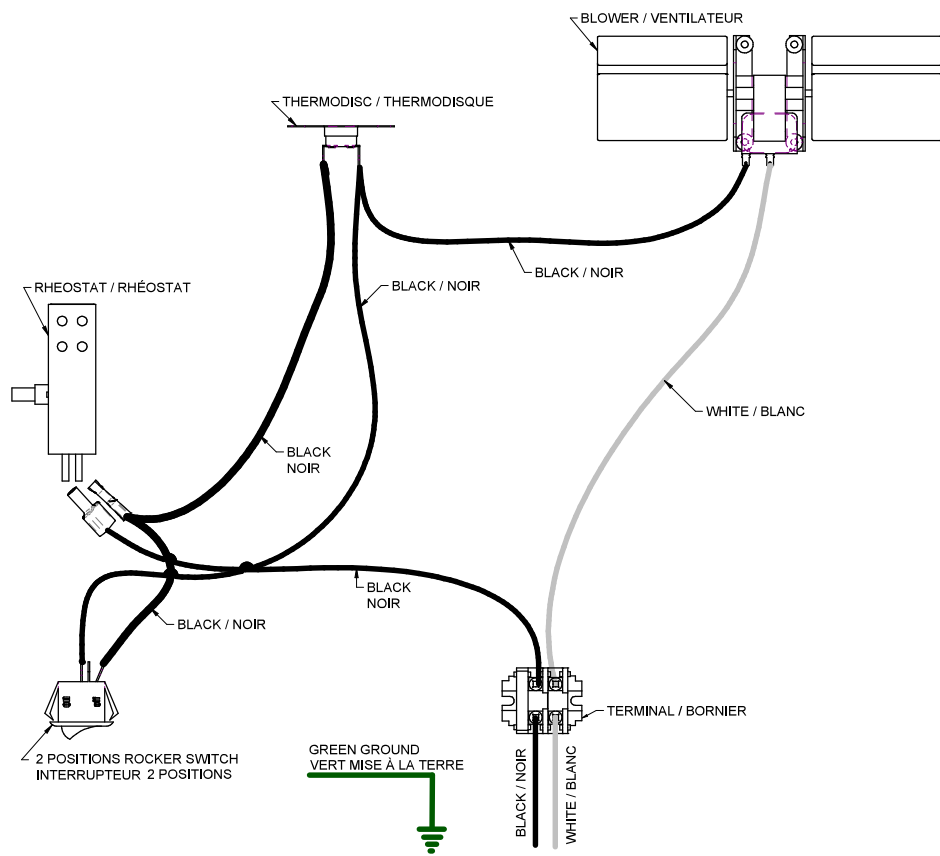 BLOWER / VENTILATEUR
THERMODISC / THERMODISQUE
BLACK / NOIR
BLACK / NOIR
RHEOSTAT / RHÉOSTAT
WHITE / BLANC
BLACK
NOIR
BLACK
NOIR
BLACK / NOIR
TERMINAL / BORNIER
2 POSITIONS ROCKER SWITCH
INTERRUPTEUR 2 POSITIONS
GREEN GROUND
VERT MISE À LA TERRE
BLACK / NOIR
WHITE / BLANC